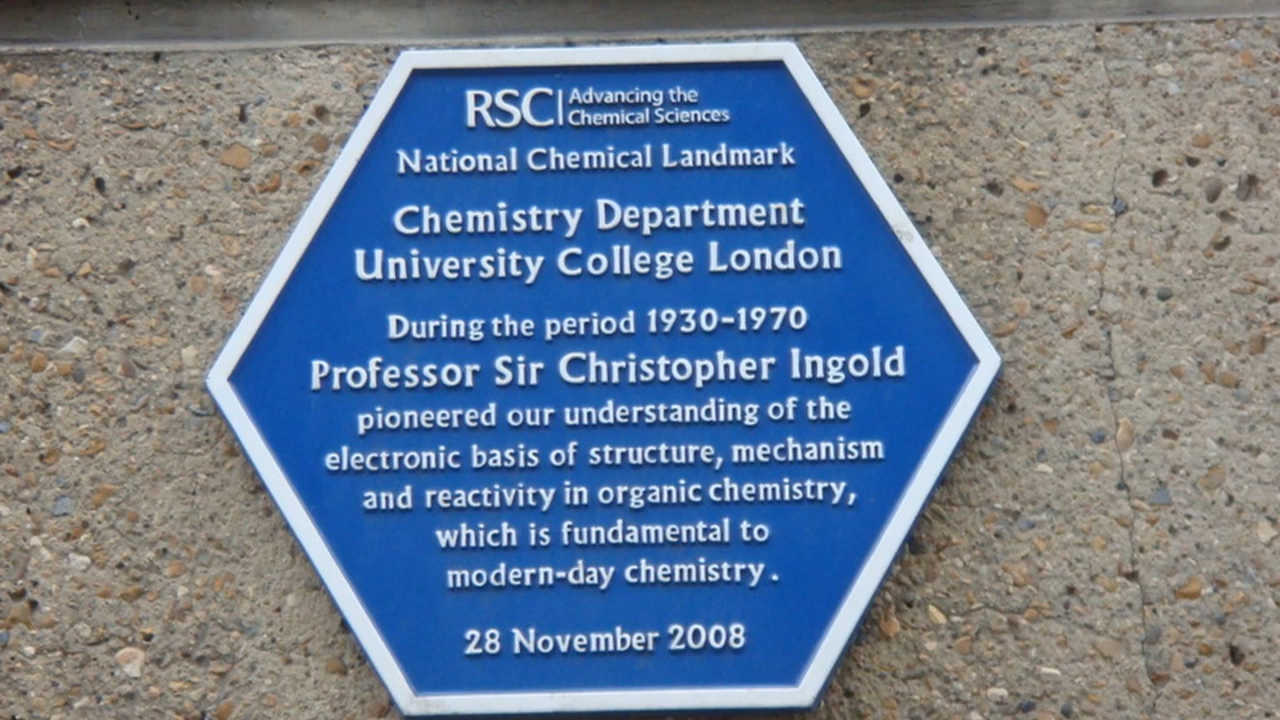 RSC Advancing the
Chemical Sciences
National Chemical Landmark
Chemistry Department
University College London
During the period 1930-1970
Professor Sir Christopher Ingold
pioneered our understanding of the
electronic basis of structure, mechanism
and reactivity in organic chemistry,
which is fundamental to
modern-day chemistry.
28 November 2008